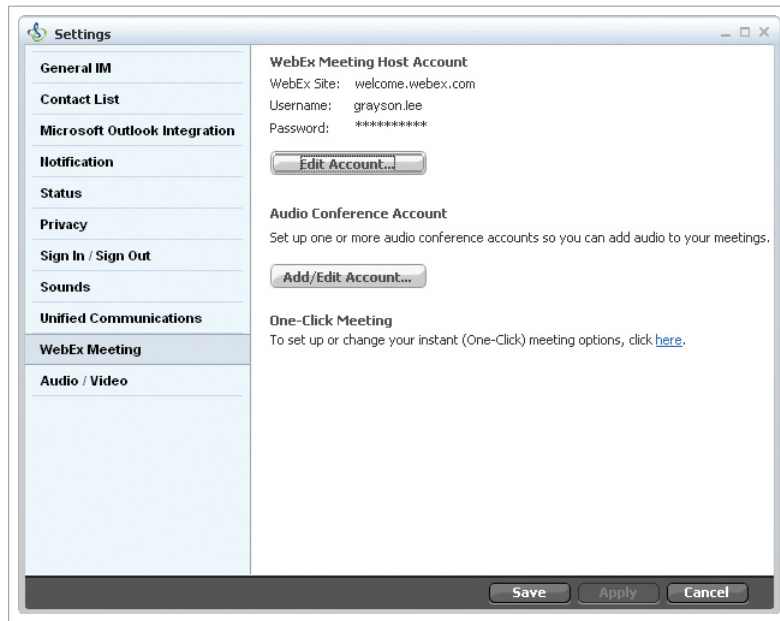 Settings
General IM
Contact List
Microsoft Outlook Integration
Notification
Status
Privacy
Sign In / Sign Out
Sounds
Unified Communications
WebEx Meeting
Audio / Video
WebEx Meeting Host Account
WebEx Site: welcome.webex.com
Username: grayson.lee
Password: **********
Edit Account...
Audio Conference Account
Set up one or more audio conference accounts so you can add audio to your meetings.
Add/Edit Account...
One-Click Meeting
To set up or change your instant (One-Click) meeting options, click here.
Save Apply Cancel